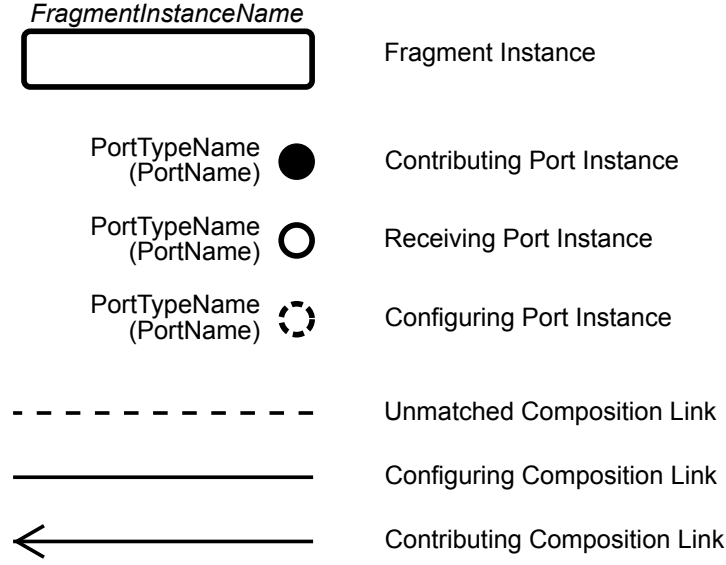 FragmentInstanceName
Fragment Instance
PortTypeName
(PortName)
Contributing Port Instance
PortTypeName
(PortName)
Receiving Port Instance
PortTypeName
(PortName)
Configuring Port Instance
Unmatched Composition Link
Configuring Composition Link
Contributing Composition Link